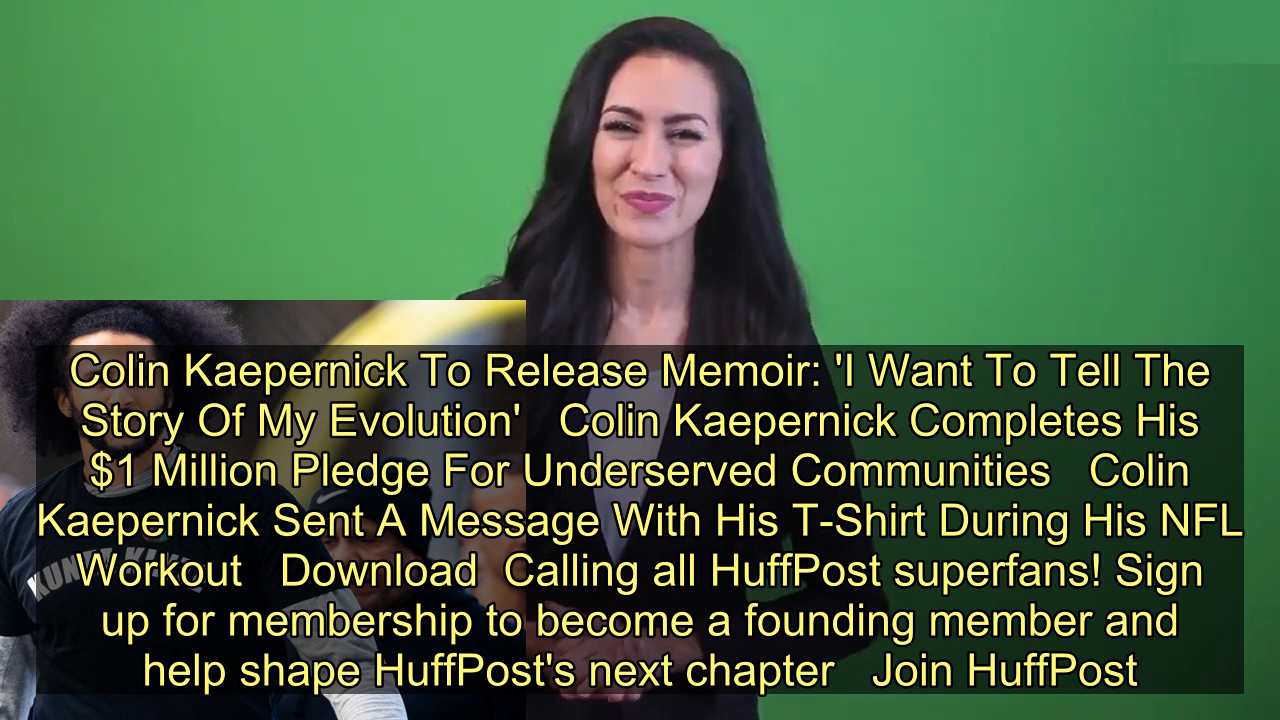 Colin Kaepernick To Release Memoir: 'I Want To Tell The
Story Of My Evolution' Colin Kaepernick Completes His
$1 Million Pledge For Underserved Communities Colin
Kaepernick Sent A Message With His T-Shirt During His NFL
Workout Download Calling all HuffPost superfans! Sign
up for membership to become a founding member and
help shape HuffPost's next chapter Join HuffPost